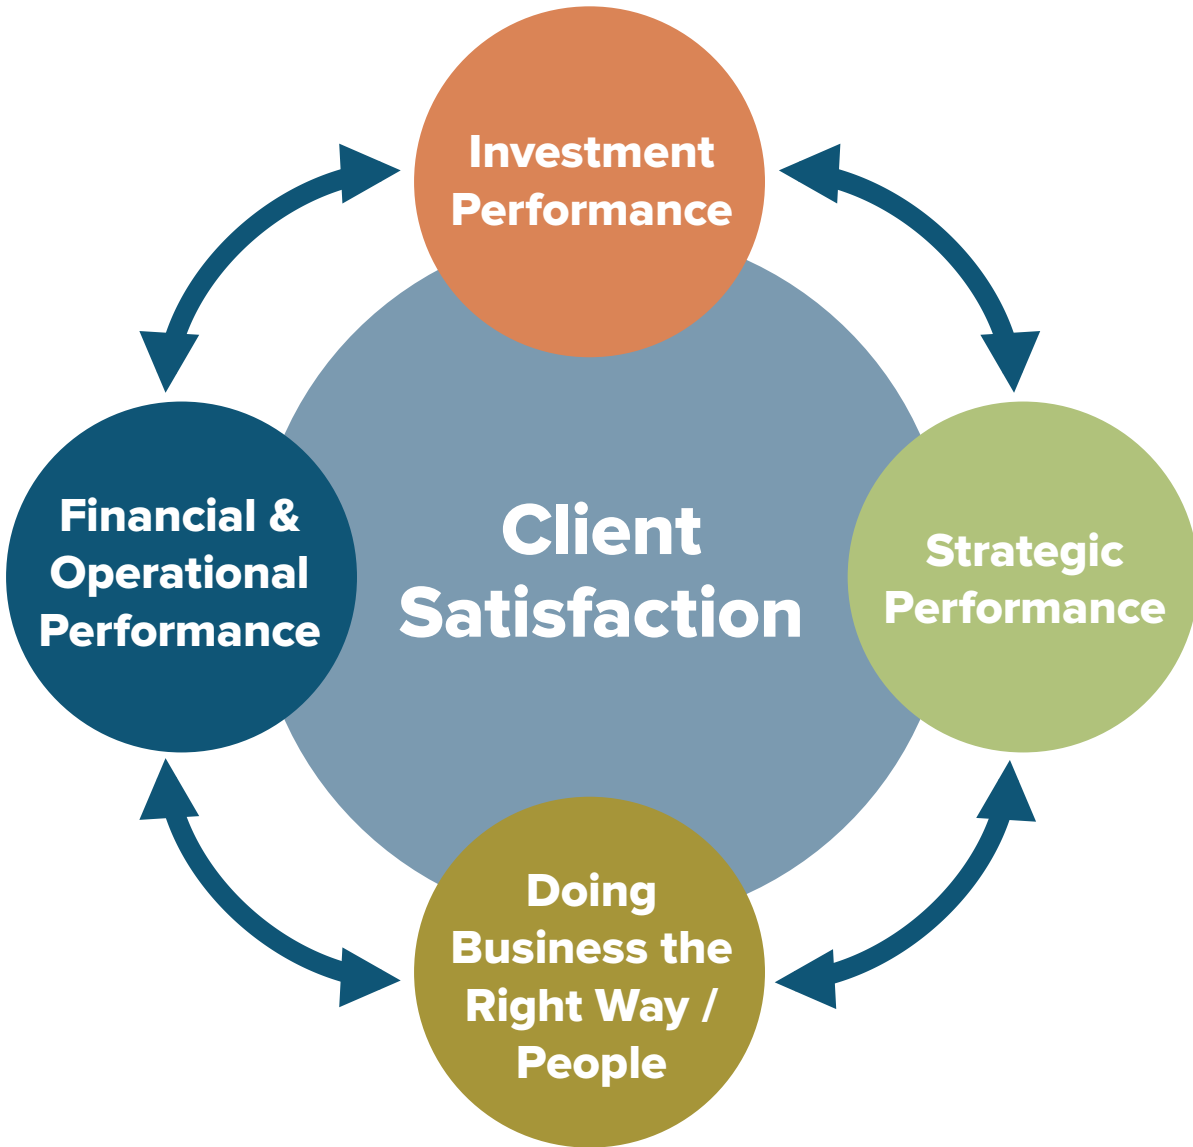 Investment
Performance
Financial &
Operational
Performance
Client
Satisfaction
Strategic
Performance
Doing
Business the
Right Way /
People